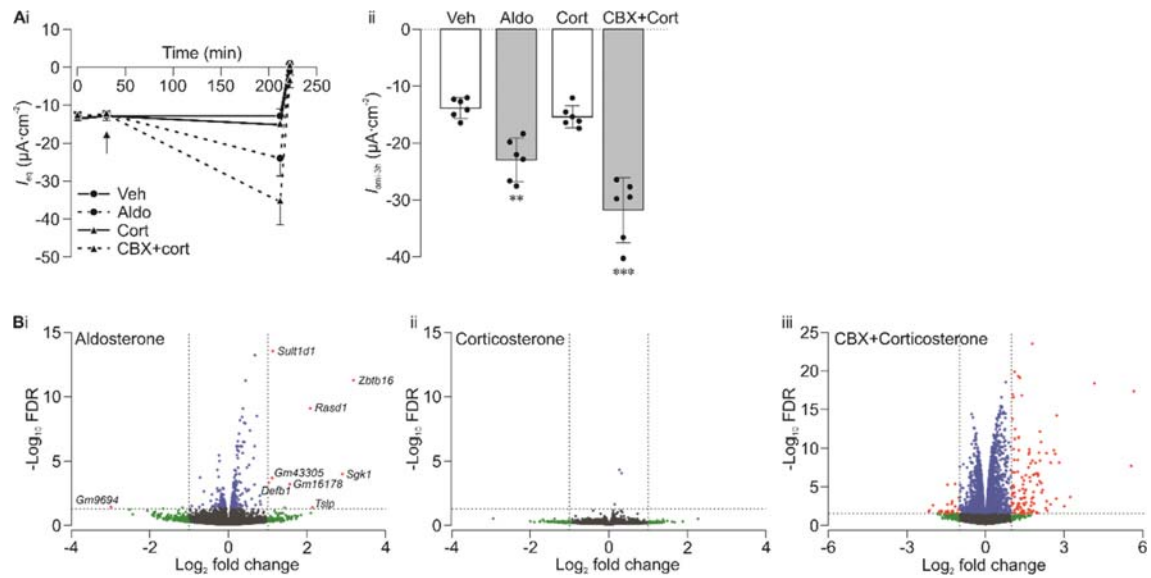 Ai
Time (min)
0 50 100 150 200 250
10
0
-10
-20
-30
-40
-50
I_eq (µA·cm⁻²)
Veh
Aldo
Cort
CBX+cort
ii
Veh Aldo Cort CBX+Cort
0
-10
-20
-30
-40
I_ami-3h (µA·cm⁻²)
**
***
Bi
Aldosterone
15
10
5
0
-Log₁₀ FDR
Sult1d1
Zbtb16
Rasd1
Gm43305
Sgk1
Gm16178
Defb1
Tslp
Gm9694
-4 -2 0 2 4
Log₂ fold change
ii
Corticosterone
15
10
5
0
-Log₁₀ FDR
-4 -2 0 2 4
Log₂ fold change
iii
CBX+Corticosterone
25
20
15
10
5
0
-Log₁₀ FDR
-6 -3 0 3 6
Log₂ fold change